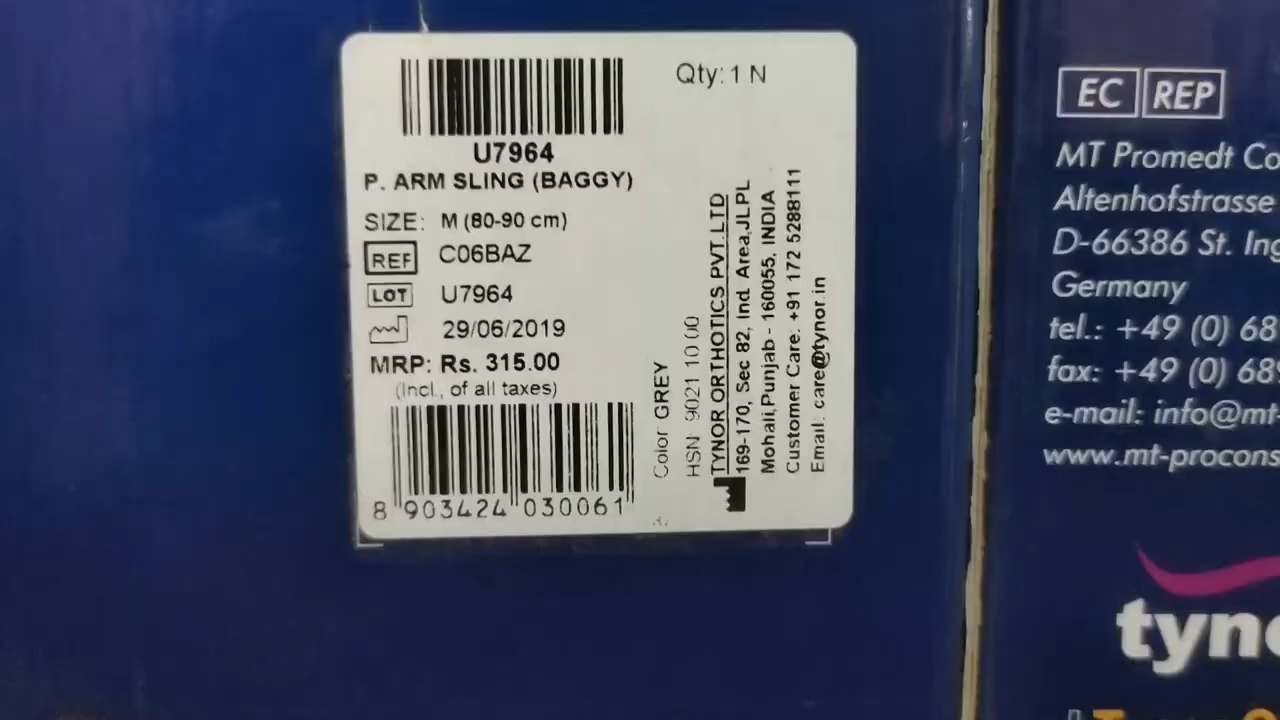 Qty: 1 N
U7964
P. ARM SLING (BAGGY)
SIZE: M (80-90 cm)
REF C06BAZ
LOT U7964
29/06/2019
MRP: Rs. 315.00
(Incl., of all taxes)
8 903424 030061
Color GREY
HSN 9021 10 00
TYNOR ORTHOTICS PVT.LTD
169-170, Sec 82, Ind. Area,JLPL
Mohali,Punjab - 160055, INDIA
Customer Care: +91 172 5288111
Email: care@tynor.in
EC REP
MT Promedt Co
Altenhofstrasse
D-66386 St. Ing
Germany
tel.: +49 (0) 68
fax: +49 (0) 689
e-mail: info@mt-
www.mt-procons
tyno